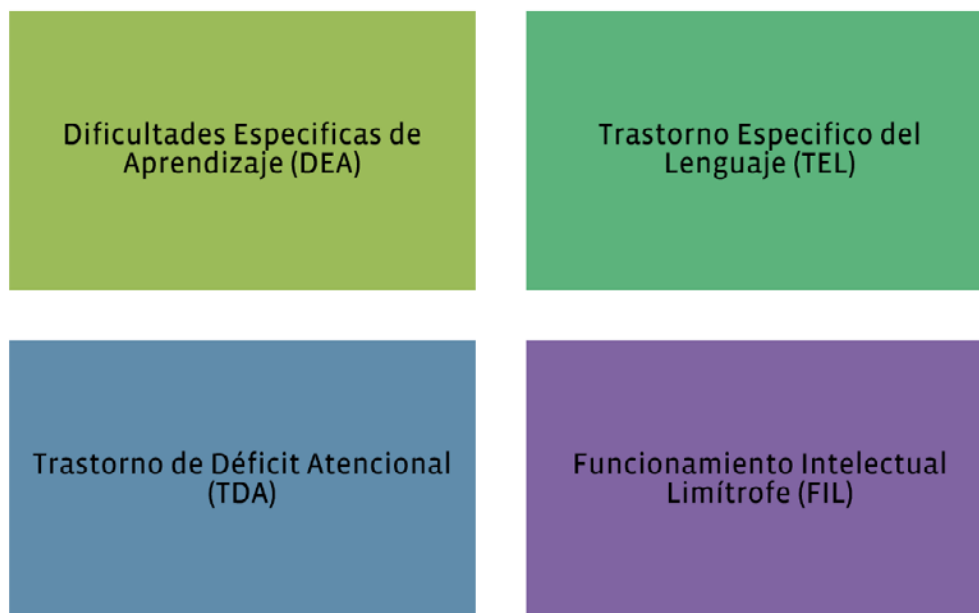 Dificultades Especificas de
Aprendizaje (DEA)
Trastorno Especifico del
Lenguaje (TEL)
Trastorno de Déficit Atencional
(TDA)
Funcionamiento Intelectual
Limítrofe (FIL)